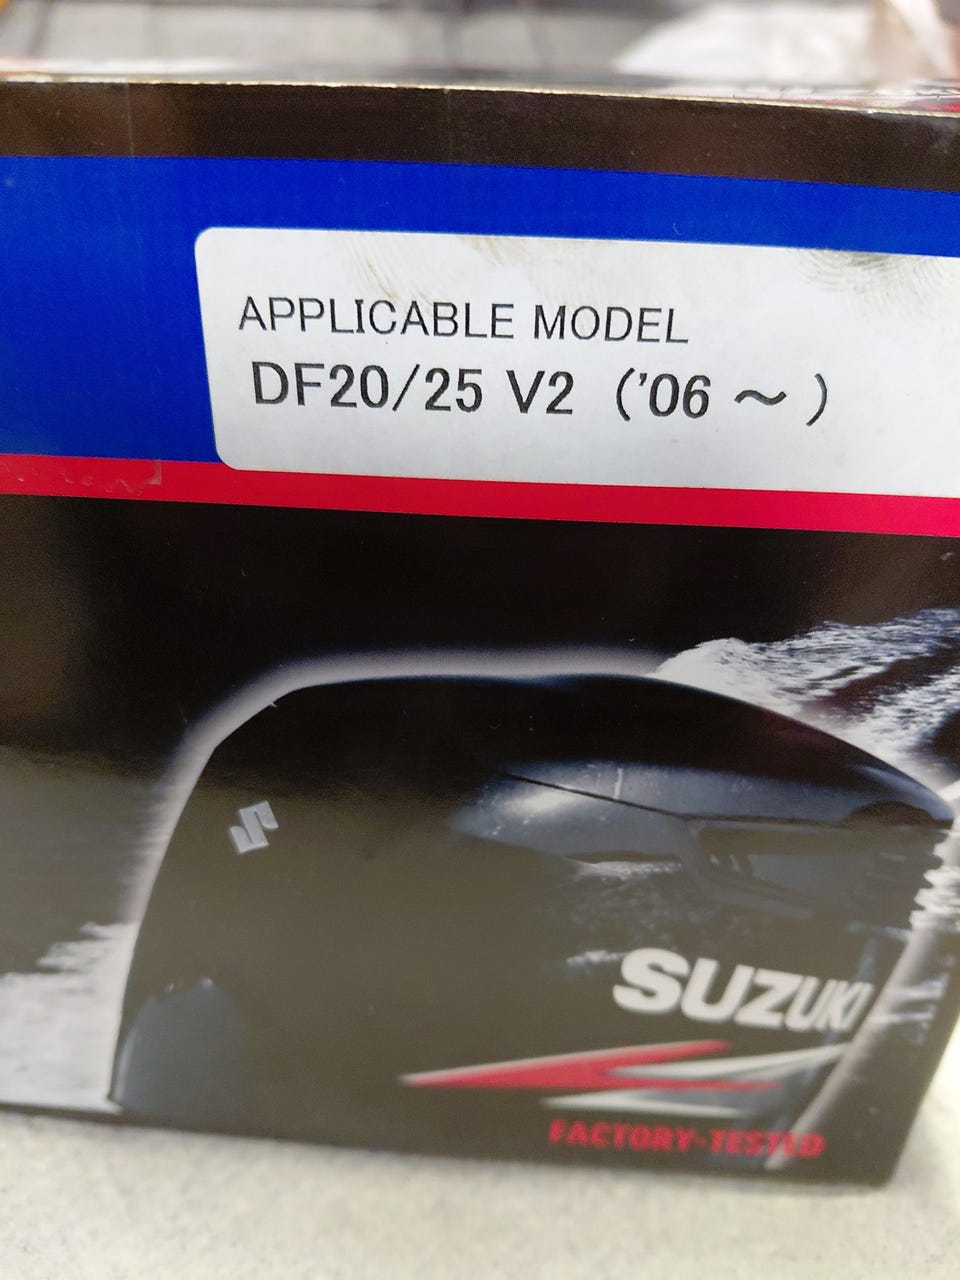 APPLICABLE MODEL
DF20/25 V2 ('06 ~ )
SUZUKI
FACTORY-TESTED